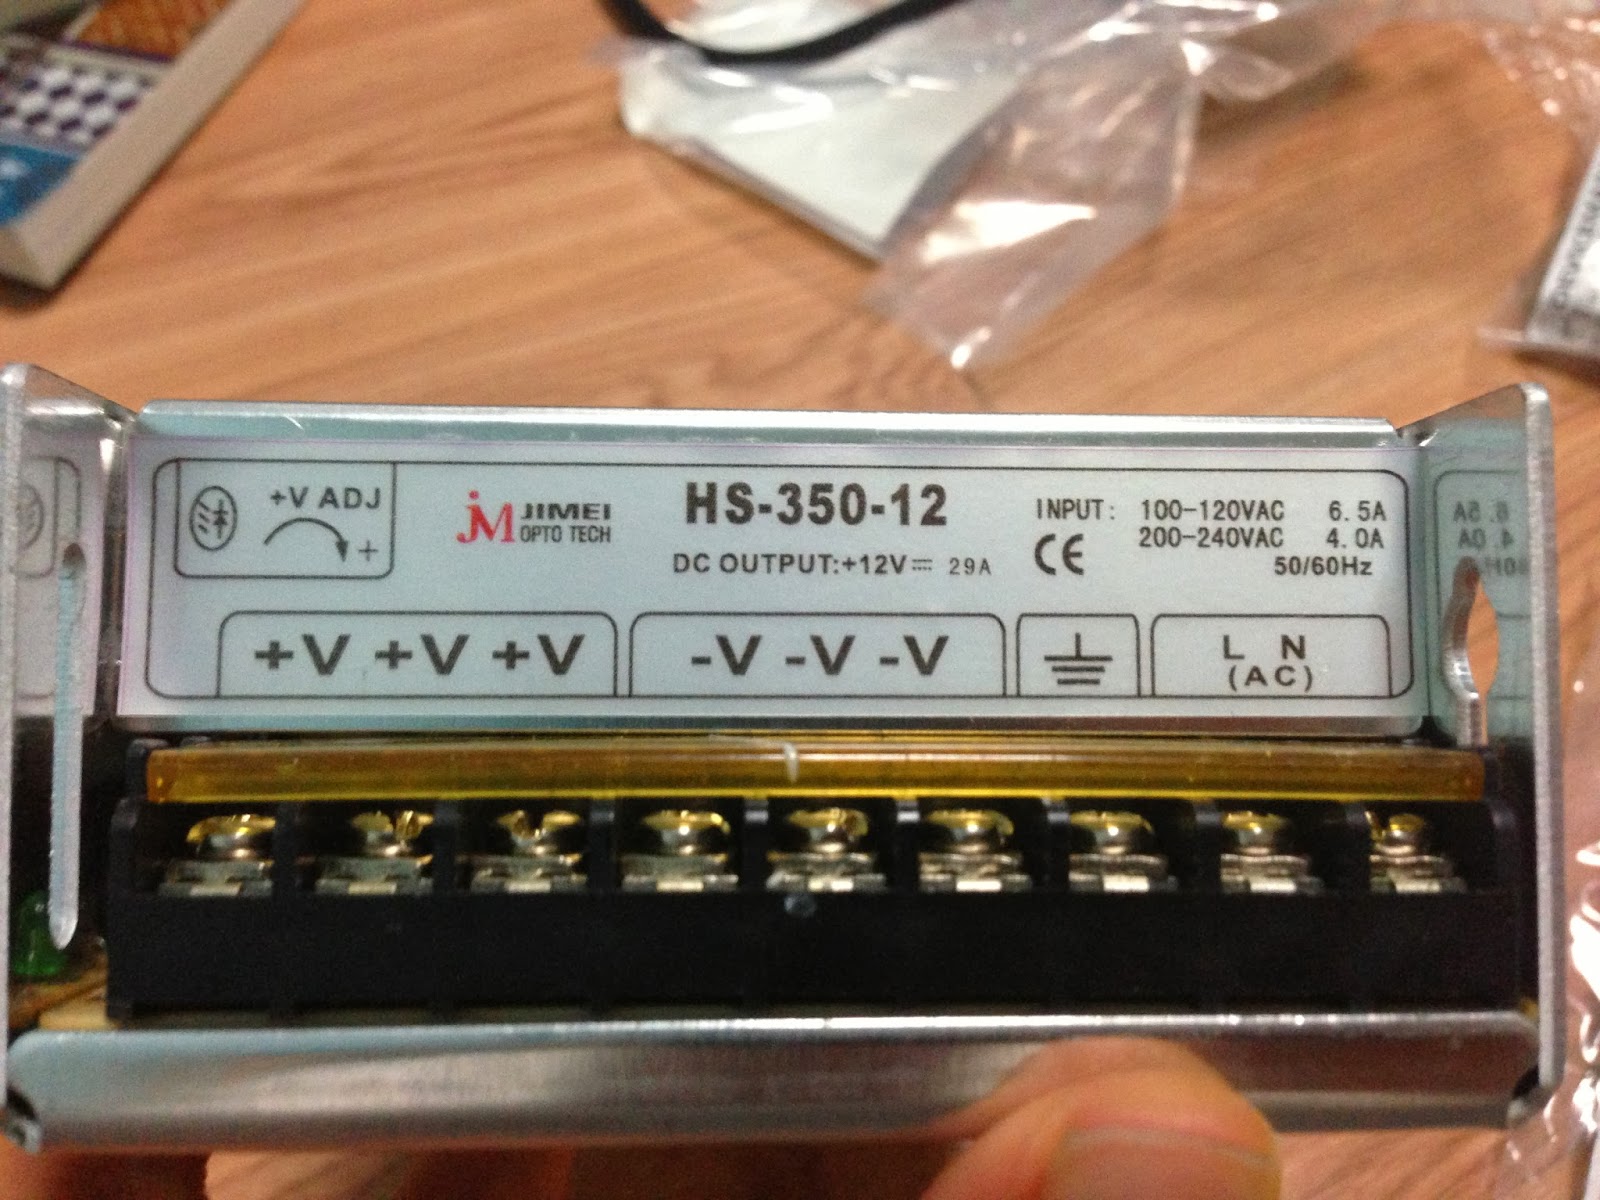 +V ADJ
+
JM JIMEI
OPTO TECH
HS-350-12
DC OUTPUT:+12V⎓ 29A
INPUT: 100-120VAC 6.5A
200-240VAC 4.0A
CE 50/60Hz
+V +V +V -V -V -V L N
(AC)